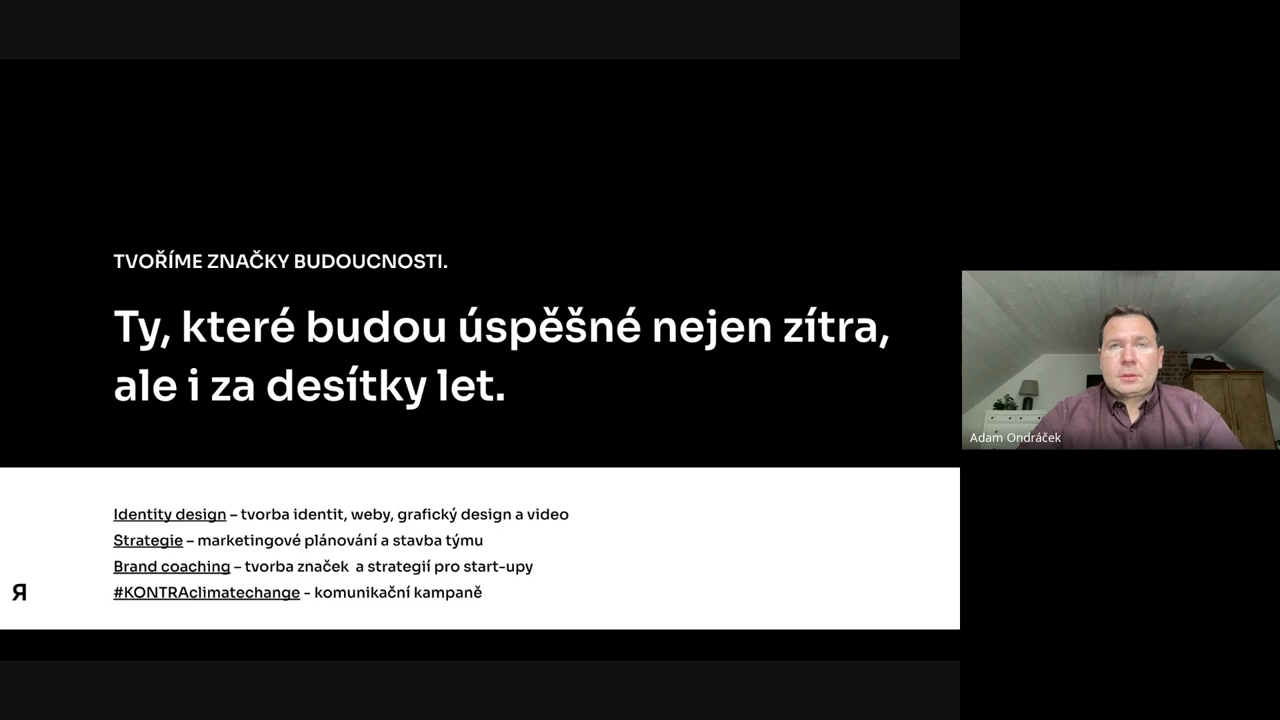 TVOŘÍME ZNAČKY BUDOUCNOSTI.
Ty, které budou úspěšné nejen zítra,
ale i za desítky let.
Identity design – tvorba identit, weby, grafický design a video
Strategie – marketingové plánování a stavba týmu
Brand coaching – tvorba značek  a strategií pro start-upy
#KONTRAclimatechange - komunikační kampaně
Я
Adam Ondráček